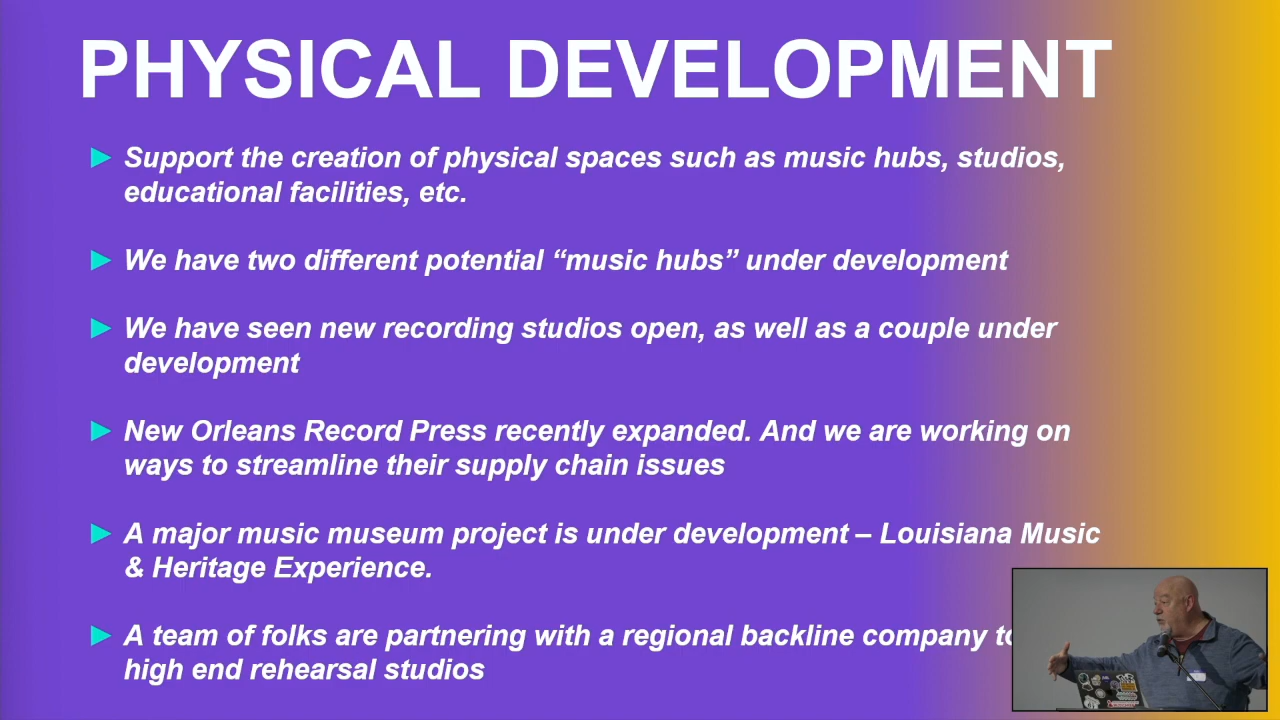 PHYSICAL DEVELOPMENT
Support the creation of physical spaces such as music hubs, studios,
educational facilities, etc.
We have two different potential “music hubs” under development
We have seen new recording studios open, as well as a couple under
development
New Orleans Record Press recently expanded. And we are working on
ways to streamline their supply chain issues
A major music museum project is under development – Louisiana Music
& Heritage Experience.
A team of folks are partnering with a regional backline company
high end rehearsal studios